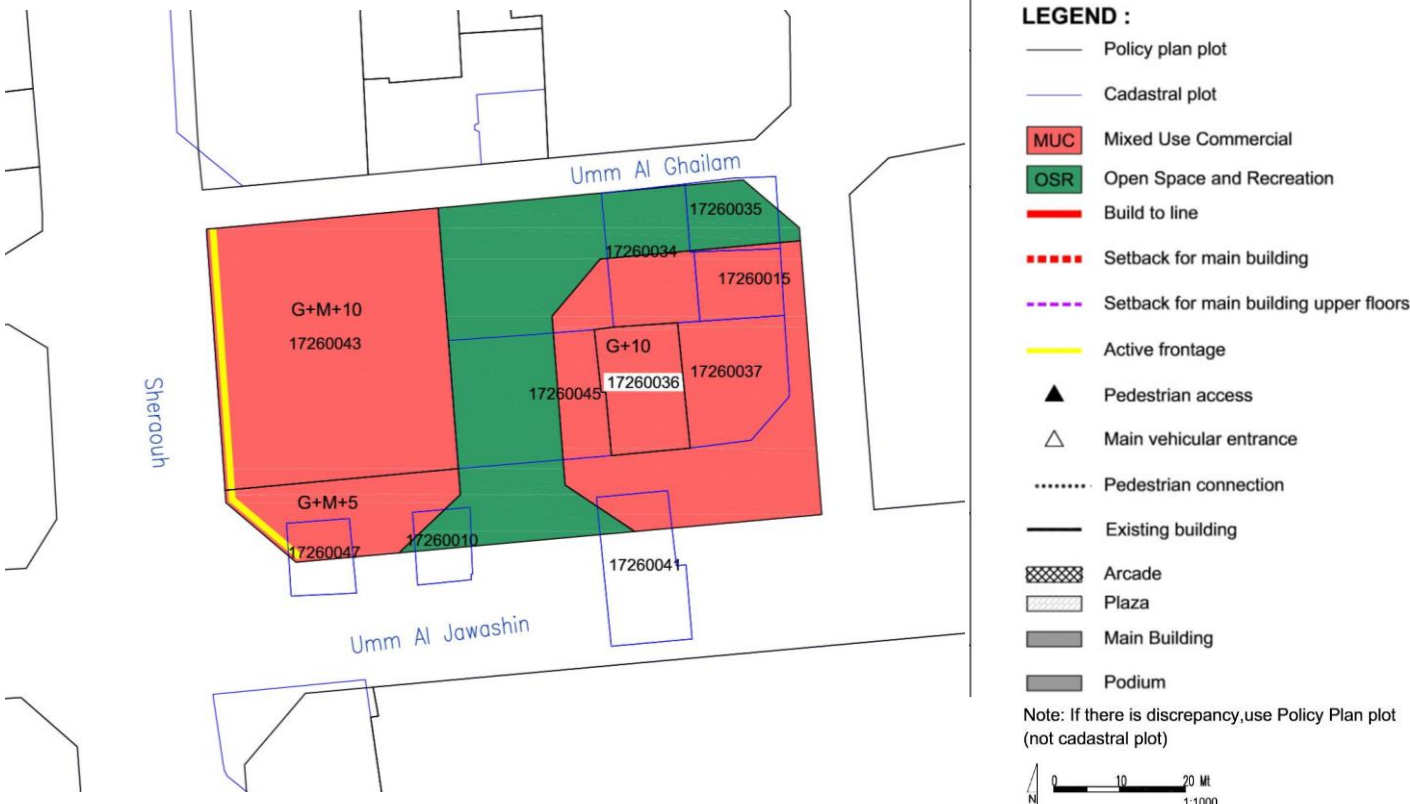 Umm Al Ghailam
17260035
17260034
17260015
G+M+10
17260043
G+10
17260036
17260037
17260045
Sheraouh
G+M+5
17260047
17260010
17260041
Umm Al Jawashin
LEGEND :
Policy plan plot
Cadastral plot
MUC Mixed Use Commercial
OSR Open Space and Recreation
Build to line
Setback for main building
Setback for main building upper floors
Active frontage
Pedestrian access
Main vehicular entrance
Pedestrian connection
Existing building
Arcade
Plaza
Main Building
Podium
Note: If there is discrepancy,use Policy Plan plot
(not cadastral plot)
N
0 10 20 Mt
1:1000